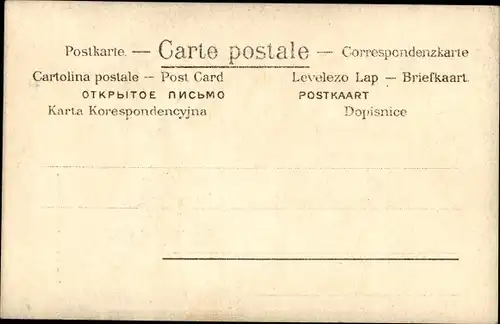 Postkarte. — Carte postale — Correspondenzkarte
Cartolina postale — Post Card Levelezo Lap — Briefkaart.
ОТКРЫТОЕ ПИСЬМО POSTKAART
Karta Korespondencyjna Dopisnice